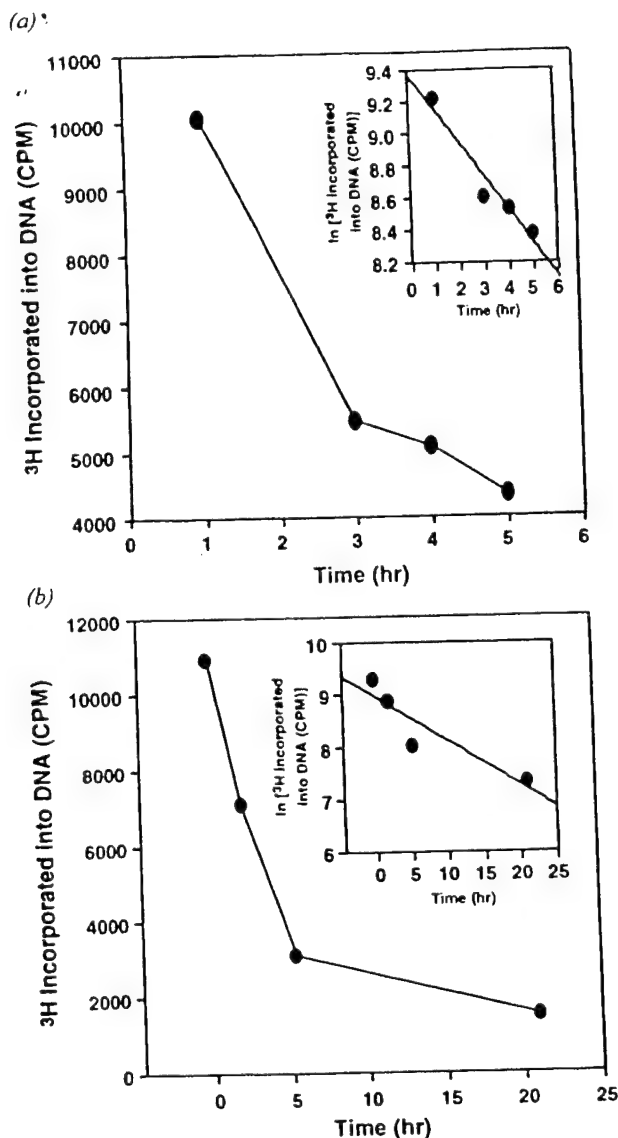 (a)
11000
10000
9000
8000
7000
6000
5000
4000
³H Incorporated into DNA (CPM)
0 1 2 3 4 5 6
Time (hr)
9.4
9.2
9.0
8.8
8.6
8.4
8.2
ln [³H Incorporated
Into DNA (CPM)]
0 1 2 3 4 5 6
Time (hr)
(b)
12000
10000
8000
6000
4000
2000
0
³H Incorporated Into DNA (CPM)
0 5 10 15 20 25
Time (hr)
10
9
8
7
6
ln [³H Incorporated
Into DNA (CPM)]
0 5 10 15 20 25
Time (hr)